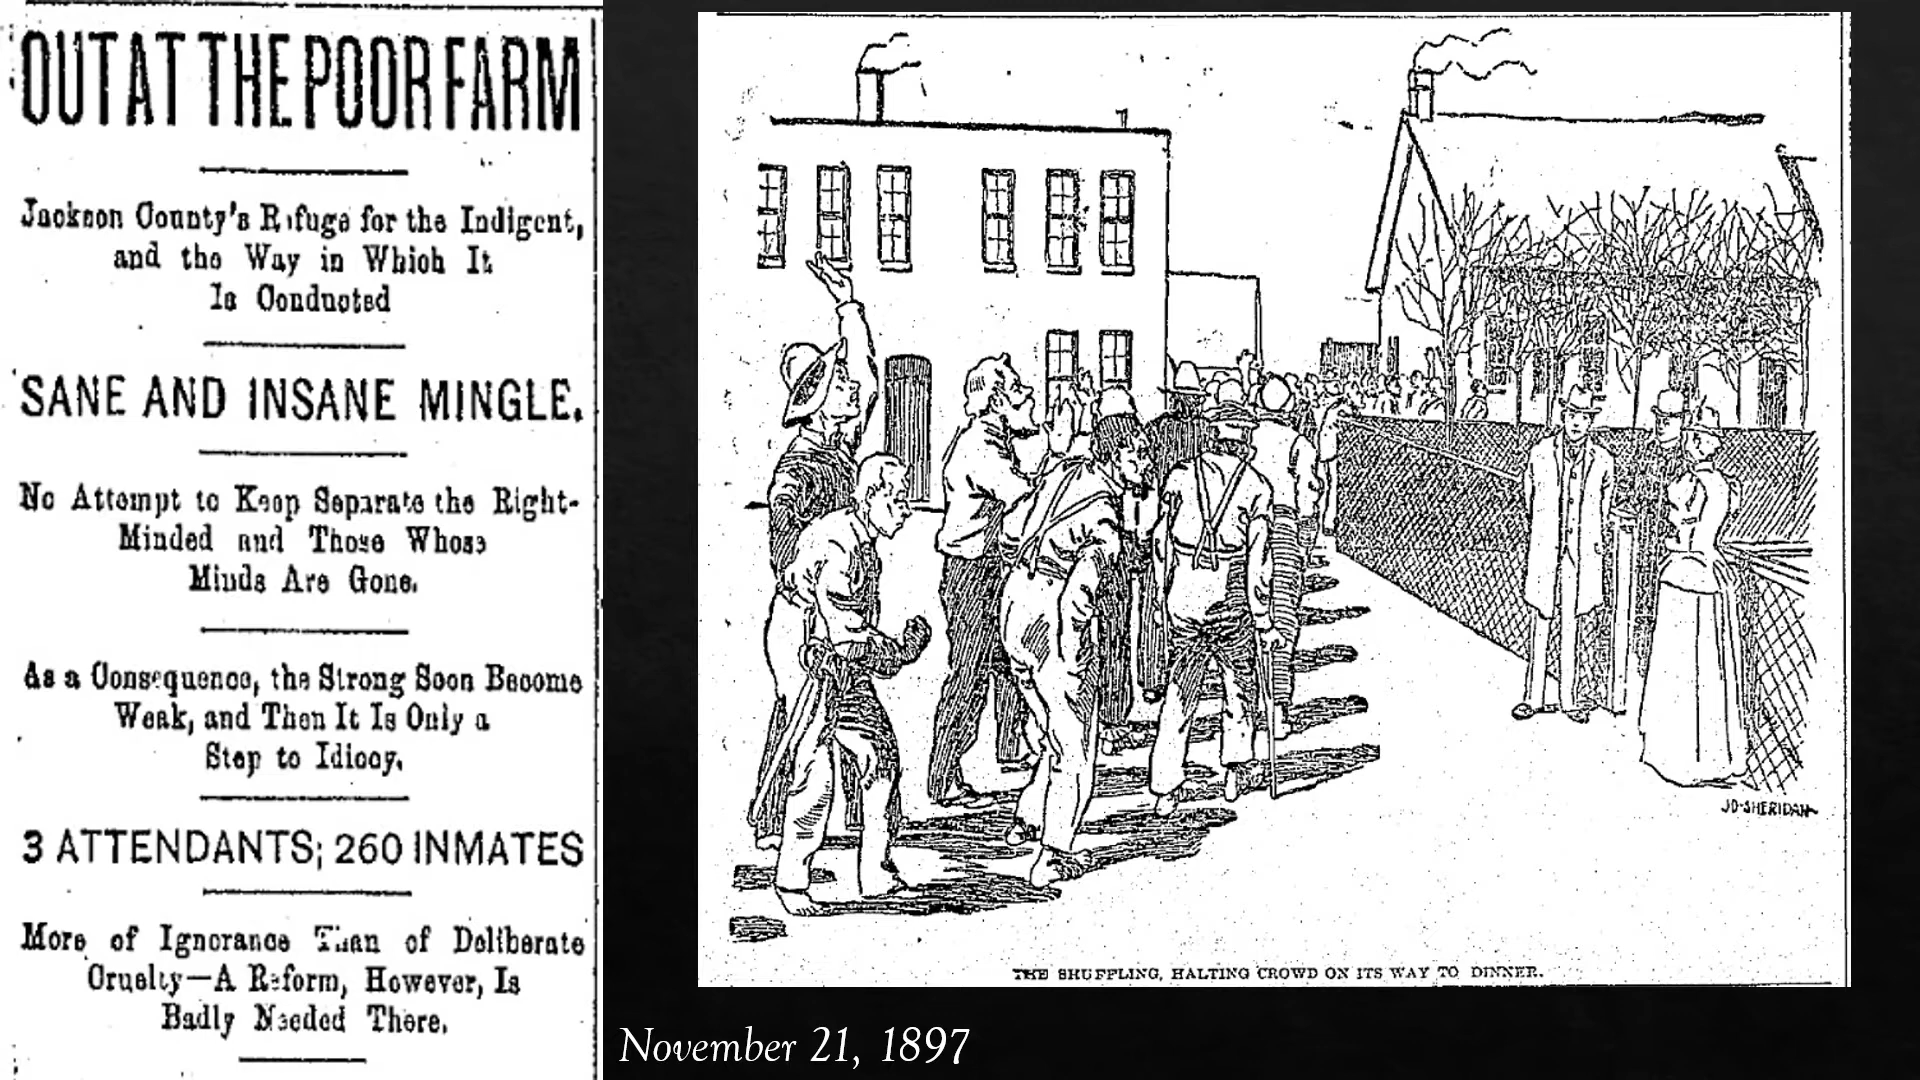 OUT AT THE POOR FARM
Jackson County's Refuge for the Indigent,
and the Way in Which It
Is Conducted
SANE AND INSANE MINGLE.
No Attempt to Keep Separate the Right-
Minded and Those Whose
Minds Are Gone.
As a Consequence, the Strong Soon Become
Weak, and Then It Is Only a
Step to Idiocy.
3 ATTENDANTS; 260 INMATES
More of Ignorance Than of Deliberate
Cruelty—A Reform, However, Is
Badly Needed There.
JD-SHERIDAN
THE SHUFFLING, HALTING CROWD ON ITS WAY TO DINNER.
November 21, 1897